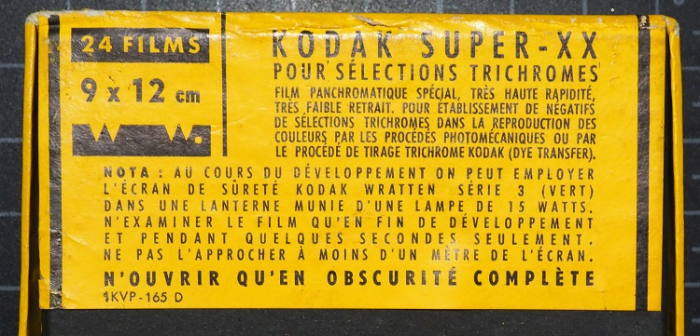 24 FILMS
9 x 12 cm
KODAK SUPER-XX
POUR SÉLECTIONS TRICHROMES
FILM PANCHROMATIQUE SPÉCIAL, TRÈS HAUTE RAPIDITÉ,
TRÈS FAIBLE RETRAIT. POUR ÉTABLISSEMENT DE NÉGATIFS
DE SÉLECTIONS TRICHROMES DANS LA REPRODUCTION DES
COULEURS PAR LES PROCÉDÉS PHOTOMÉCANIQUES OU PAR
LE PROCÉDÉ DE TIRAGE TRICHROME KODAK (DYE TRANSFER).
NOTA : AU COURS DU DÉVELOPPEMENT ON PEUT EMPLOYER
L'ÉCRAN DE SÛRETÉ KODAK WRATTEN SÉRIE 3 (VERT)
DANS UNE LANTERNE MUNIE D'UNE LAMPE DE 15 WATTS.
N'EXAMINER LE FILM QU'EN FIN DE DÉVELOPPEMENT
ET PENDANT QUELQUES SECONDES SEULEMENT.
NE PAS L'APPROCHER À MOINS D'UN MÈTRE DE L'ÉCRAN.
N'OUVRIR QU'EN OBSCURITÉ COMPLÈTE
1KVP-165 D